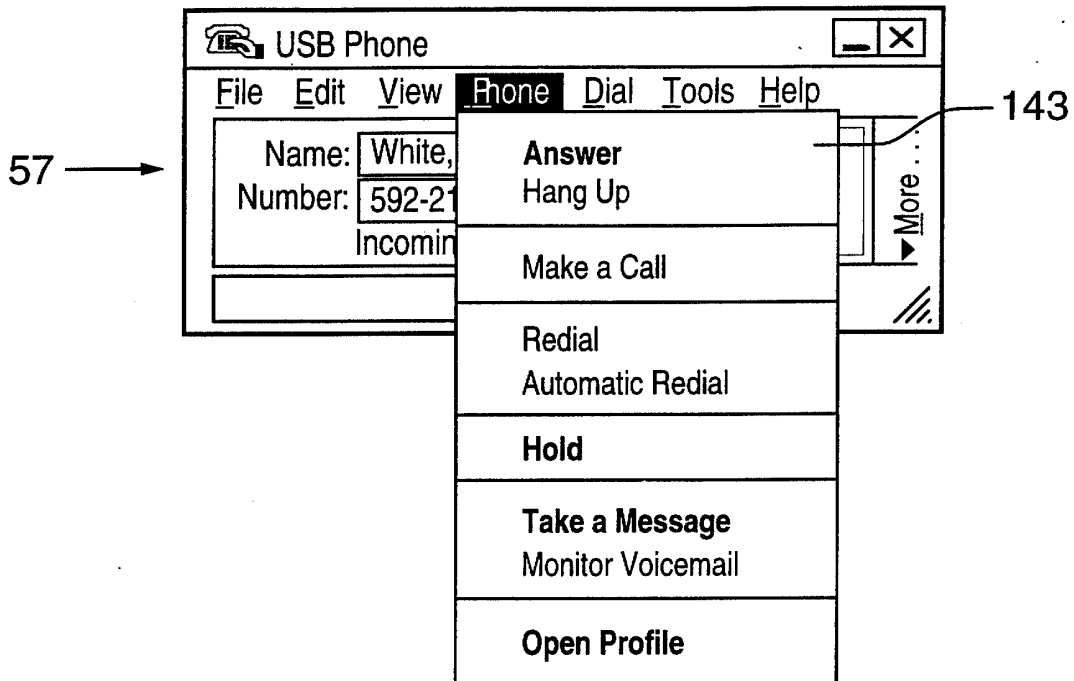 USB Phone
File Edit View Phone Dial Tools Help
143
57
Name: White,
Number: 592-21
Incomin
More...
Answer
Hang Up
Make a Call
Redial
Automatic Redial
Hold
Take a Message
Monitor Voicemail
Open Profile